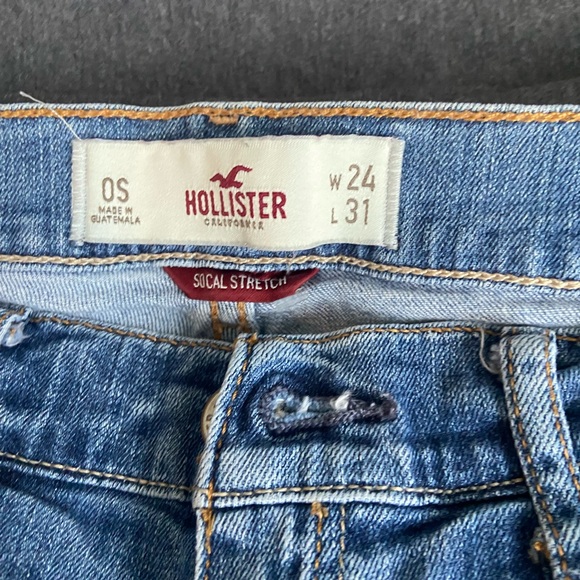 0S
MADE IN
GUATEMALA
HOLLISTER
CALIFORNIA
W 24
L 31
SOCAL STRETCH